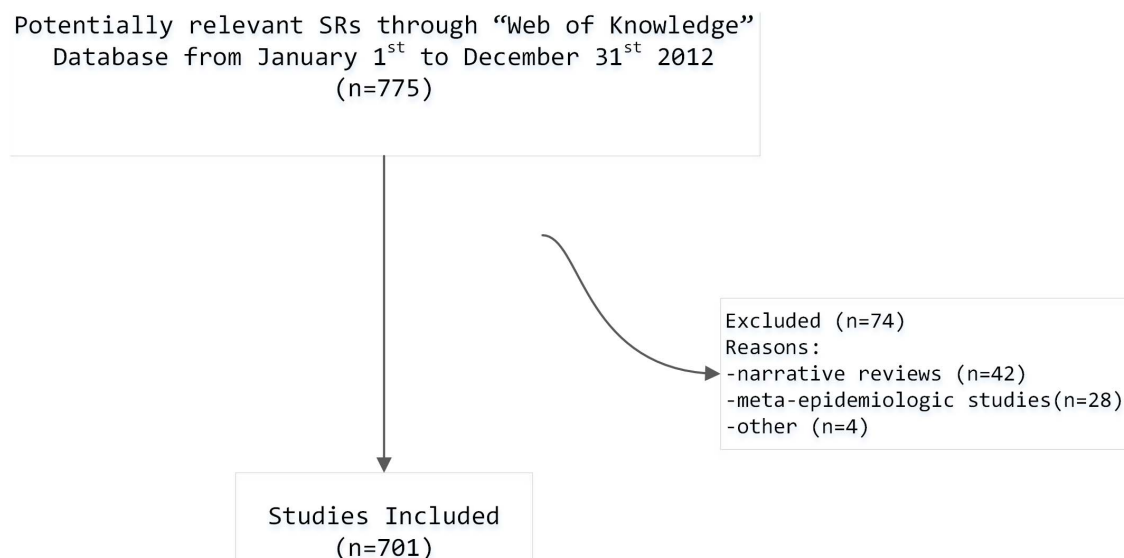 Potentially relevant SRs through “Web of Knowledge”
Database from January 1st to December 31st 2012
(n=775)
Excluded (n=74)
Reasons:
-narrative reviews (n=42)
-meta-epidemiologic studies(n=28)
-other (n=4)
Studies Included
(n=701)